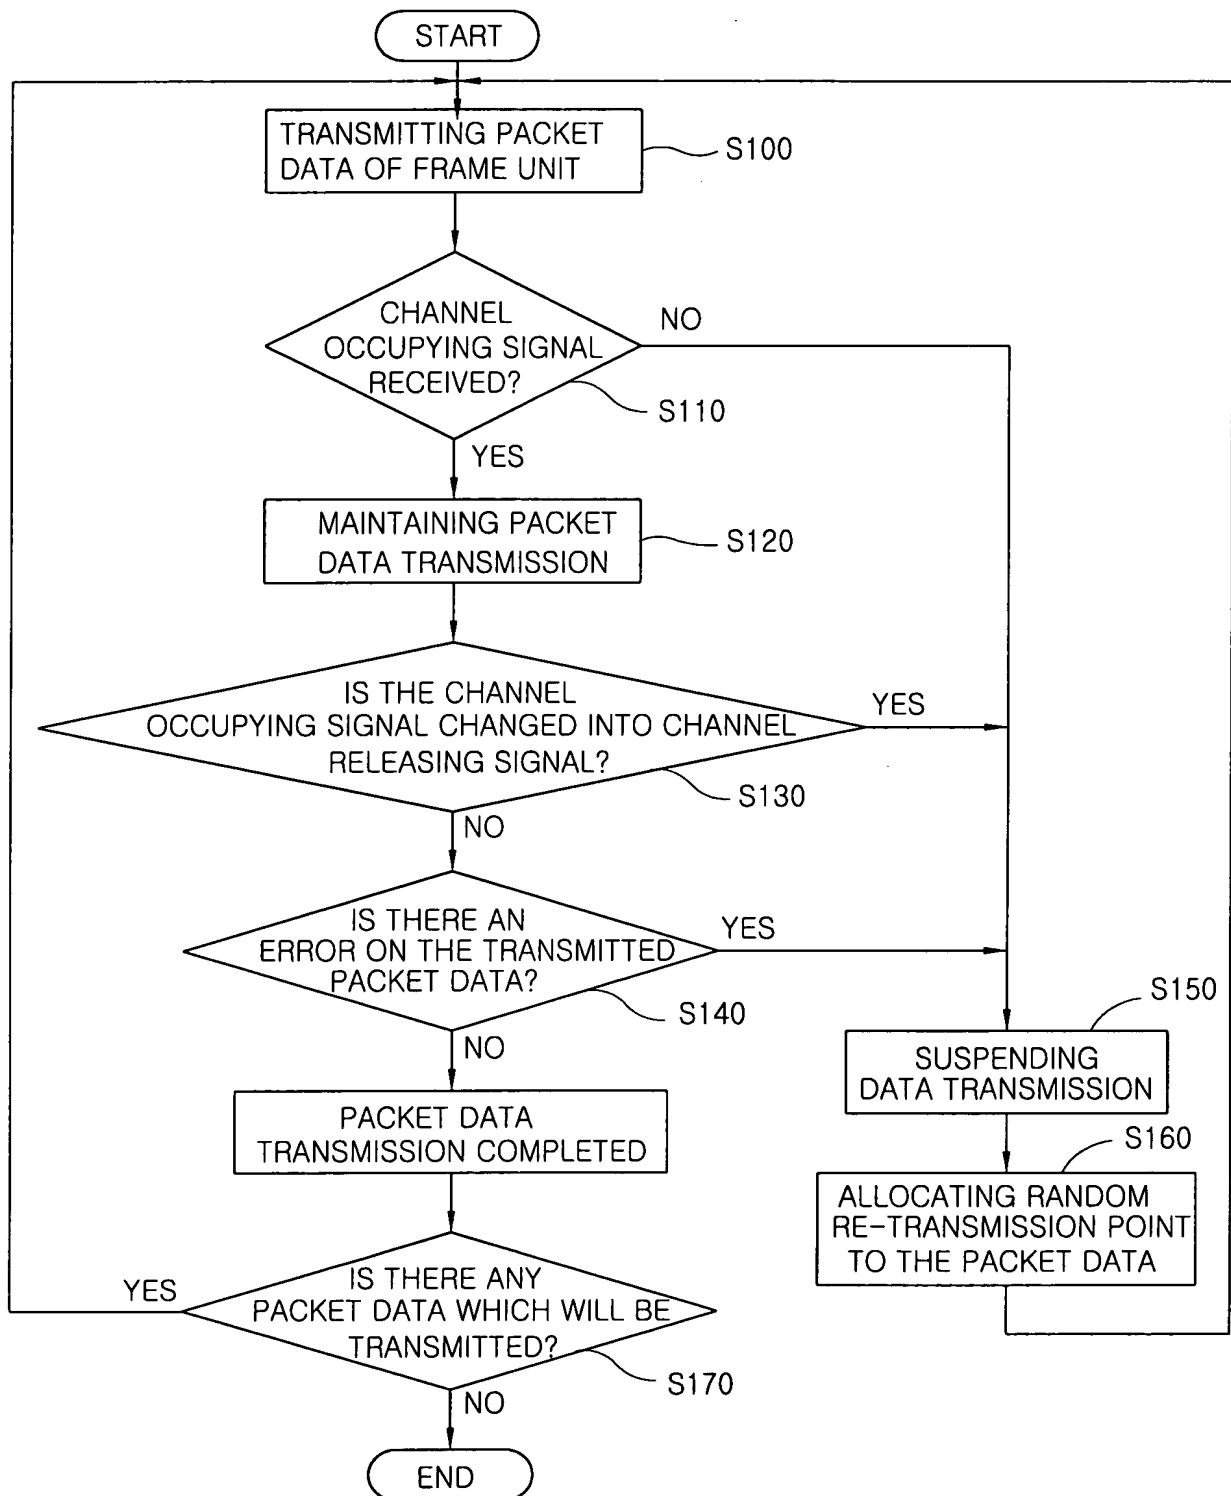 START
TRANSMITTING PACKET
DATA OF FRAME UNIT
S100
CHANNEL
OCCUPYING SIGNAL
RECEIVED?
NO
S110
YES
MAINTAINING PACKET
DATA TRANSMISSION
S120
IS THE CHANNEL
OCCUPYING SIGNAL CHANGED INTO CHANNEL
RELEASING SIGNAL?
YES
S130
NO
IS THERE AN
ERROR ON THE TRANSMITTED
PACKET DATA?
YES
S140
NO
S150
SUSPENDING
DATA TRANSMISSION
PACKET DATA
TRANSMISSION COMPLETED
S160
ALLOCATING RANDOM
RE-TRANSMISSION POINT
TO THE PACKET DATA
YES
IS THERE ANY
PACKET DATA WHICH WILL BE
TRANSMITTED?
S170
NO
END